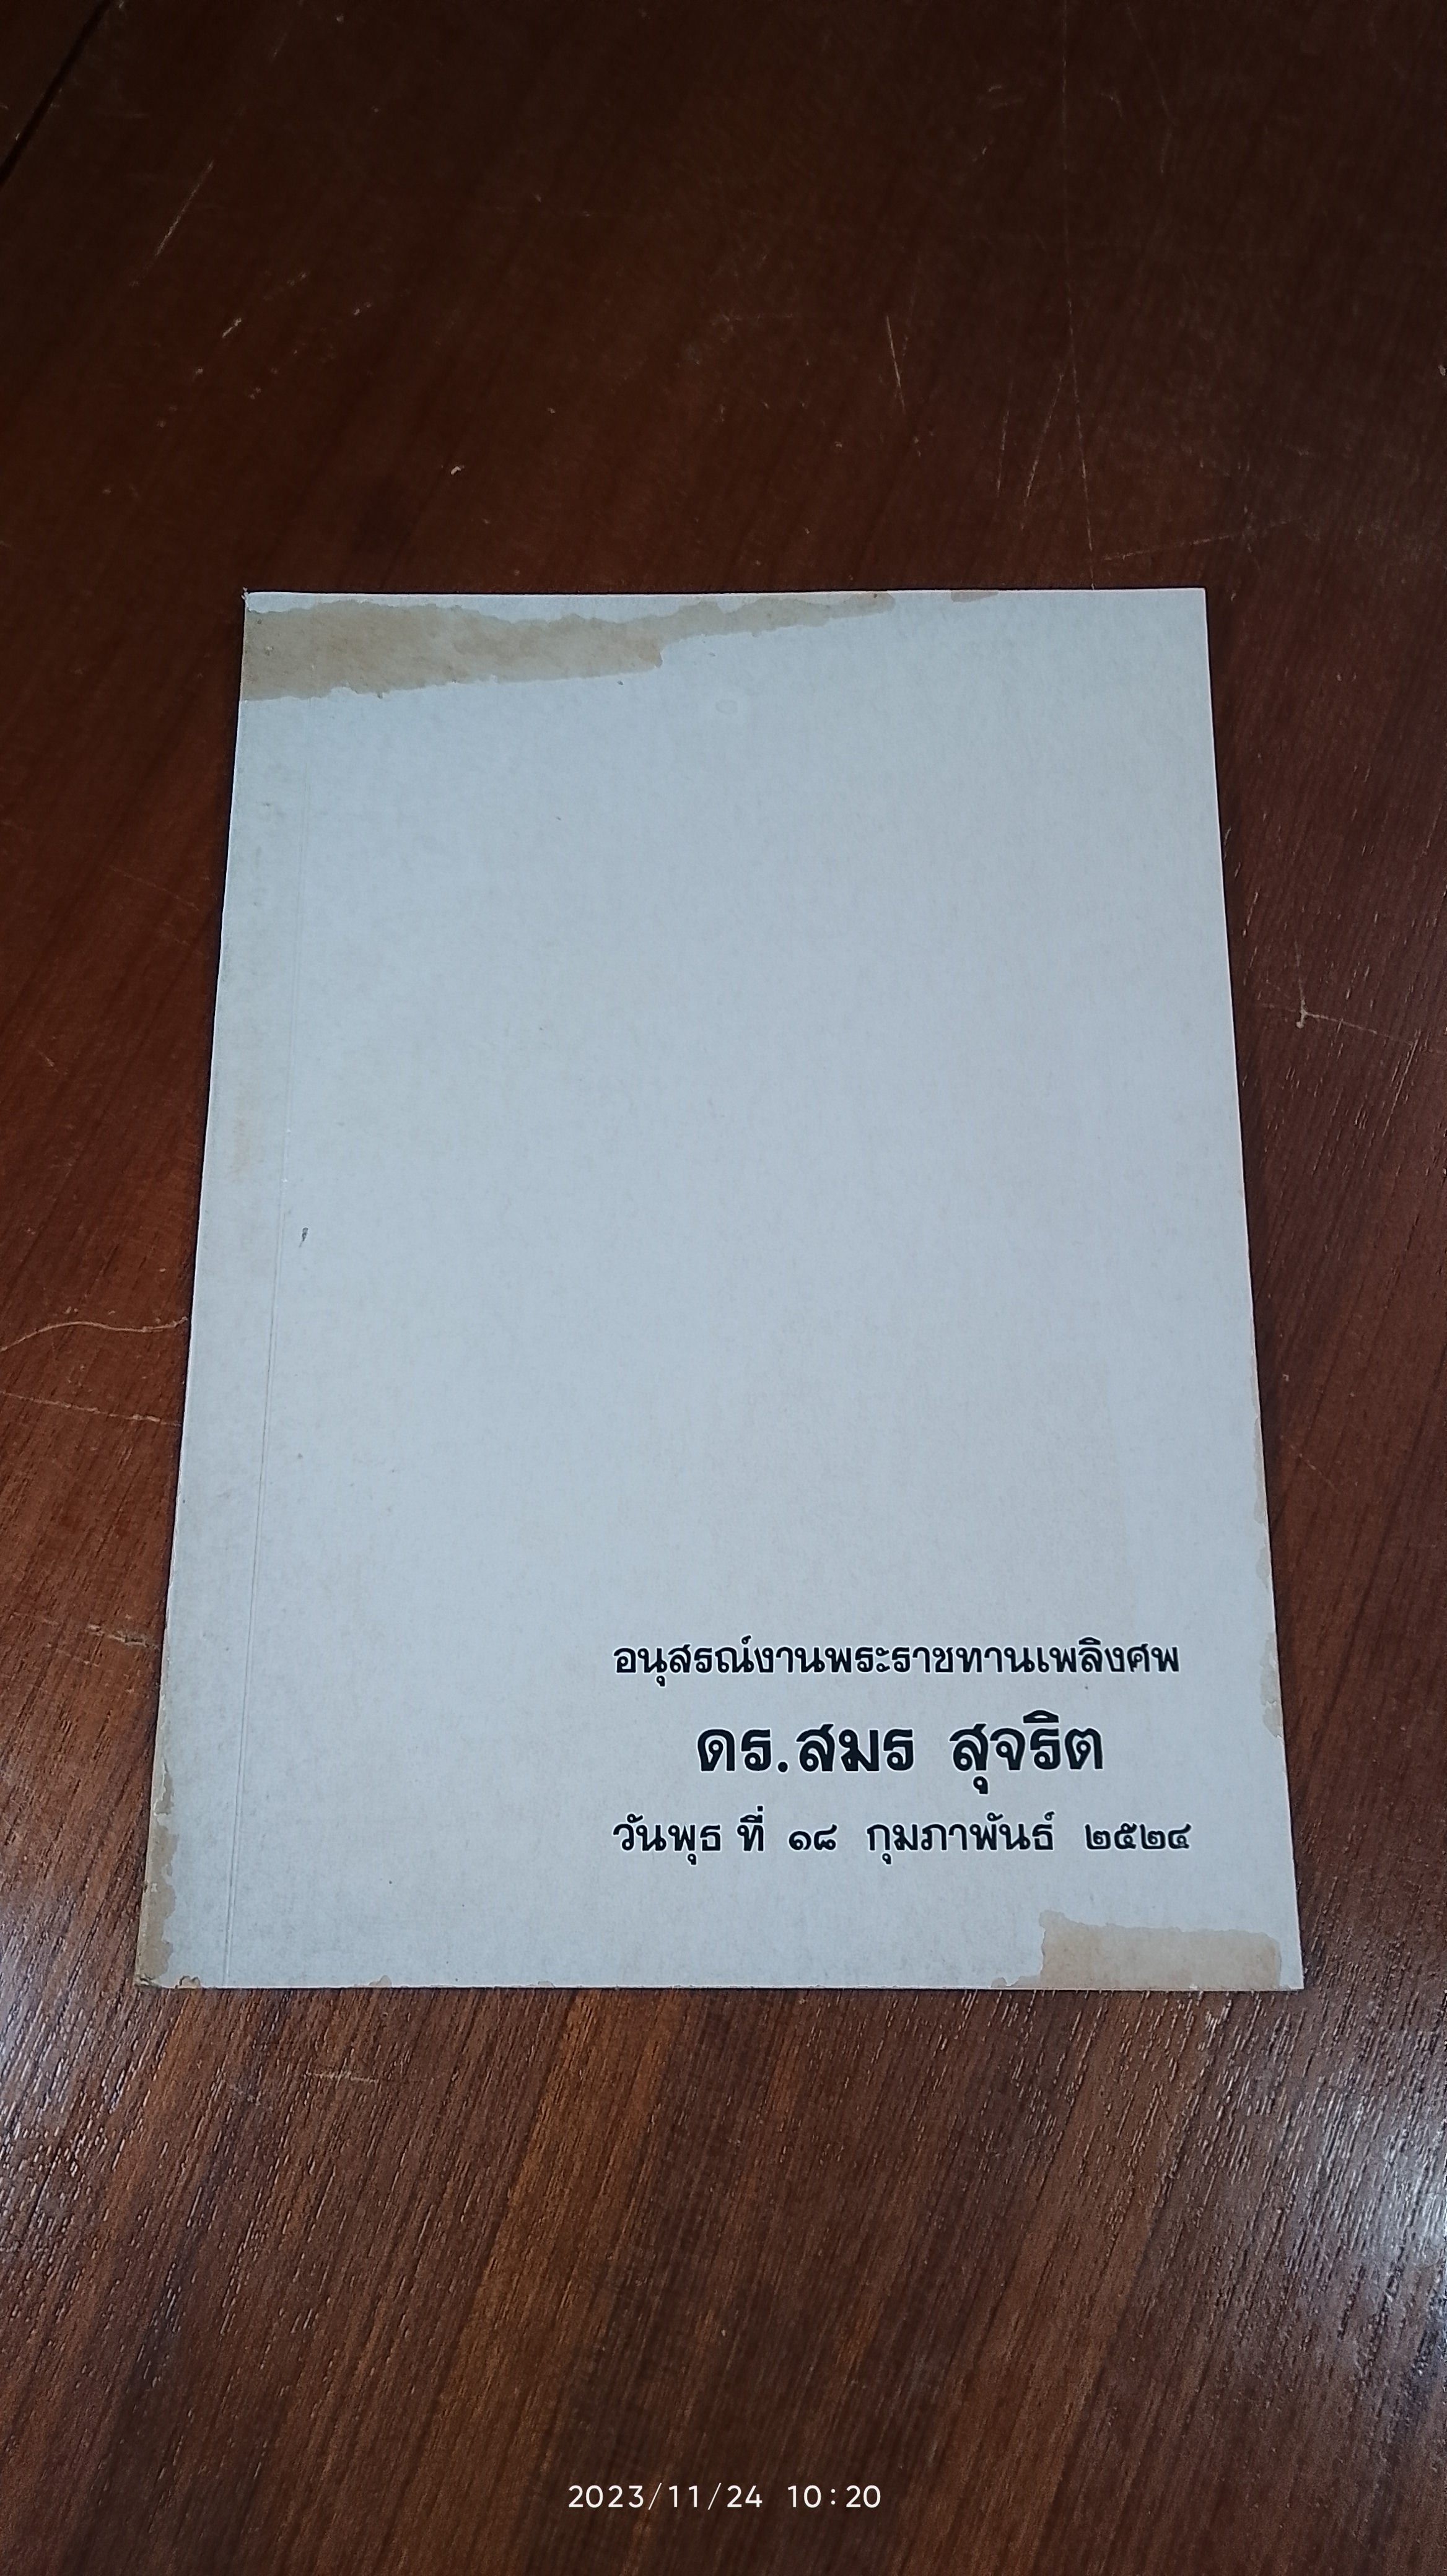 อนุสรณ์งานพระราชทานเพลิงศพ
ดร.สมร สุจริต
วันพุธ ที่ ๑๘ กุมภาพันธ์ ๒๕๒๔
2023/11/24 10:20